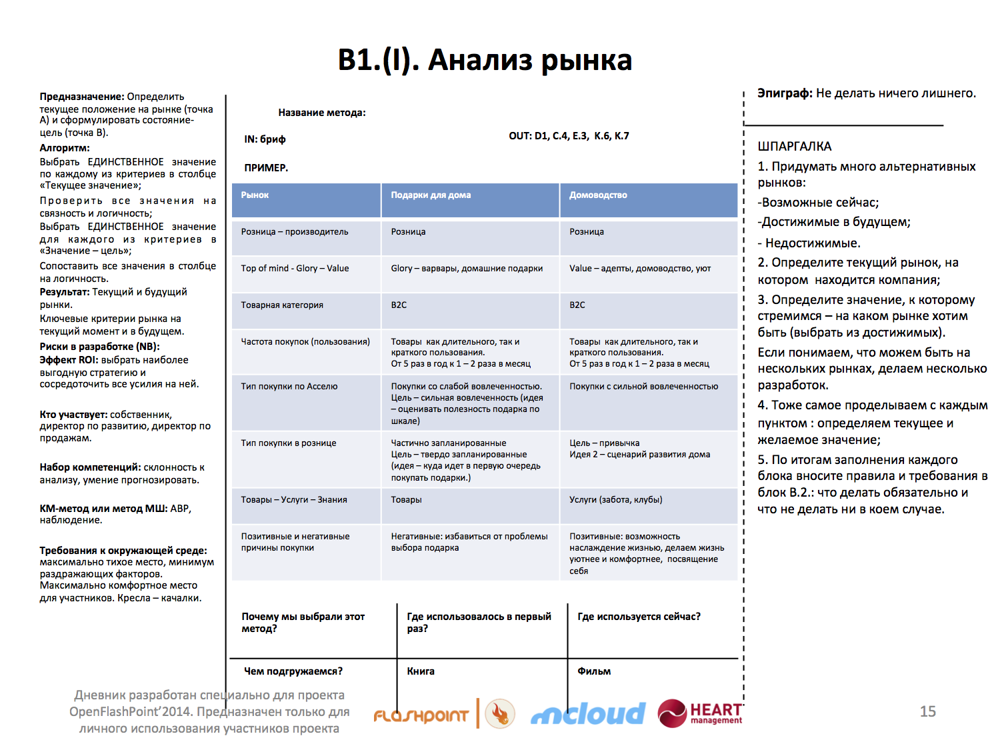 B1.(I). Анализ рынка
Предназначение: Определить
текущее положение на рынке (точка
А) и сформулировать состояние-
цель (точка В).
Алгоритм:
Выбрать ЕДИНСТВЕННОЕ значение
по каждому из критериев в столбце
«Текущее значение»;
Проверить все значения на
связность и логичность;
Выбрать ЕДИНСТВЕННОЕ значение
для каждого из критериев в
«Значение – цель»;
Сопоставить все значения в столбце
на логичность.
Результат: Текущий и будущий
рынки.
Ключевые критерии рынка на
текущий момент и в будущем.
Риски в разработке (NB):
Эффект ROI: выбрать наиболее
выгодную стратегию и
сосредоточить все усилия на ней.
Кто участвует: собственник,
директор по развитию, директор по
продажам.
Набор компетенций: склонность к
анализу, умение прогнозировать.
КМ-метод или метод МШ: АВР,
наблюдение.
Требования к окружающей среде:
максимально тихое место, минимум
раздражающих факторов.
Максимально комфортное место
для участников. Кресла – качалки.
Название метода:
IN: бриф
OUT: D1, C.4, E.3, K.6, K.7
ПРИМЕР.
Рынок
Подарки для дома
Домоводство
Розница – производитель
Розница
Розница
Top of mind - Glory – Value
Glory – варвары, домашние подарки
Value – адепты, домоводство, уют
Товарная категория
B2C
B2C
Частота покупок (пользования)
Товары как длительного, так и
краткого пользования.
От 5 раз в год к 1 – 2 раза в месяц
Товары как длительного, так и
краткого пользования.
От 5 раз в год к 1 – 2 раза в месяц
Тип покупки по Асселю
Покупки со слабой вовлеченностью.
Цель – сильная вовлеченность (идея
– оценивать полезность подарка по
шкале)
Покупки с сильной вовлеченностью
Тип покупки в рознице
Частично запланированные
Цель – твердо запланированные
(идея – куда идет в первую очередь
покупать подарки.)
Цель – привычка
Идея 2 – сценарий развития дома
Товары – Услуги – Знания
Товары
Услуги (забота, клубы)
Позитивные и негативные
причины покупки
Негативные: избавиться от проблемы
выбора подарка
Позитивные: возможность
наслаждение жизнью, делаем жизнь
уютнее и комфортнее, посвящение
себя
Почему мы выбрали этот
метод?
Где использовалось в первый
раз?
Где используется сейчас?
Чем подгружаемся?
Книга
Фильм
Эпиграф: Не делать ничего лишнего.
ШПАРГАЛКА
1. Придумать много альтернативных
рынков:
-Возможные сейчас;
-Достижимые в будущем;
- Недостижимые.
2. Определите текущий рынок, на
котором находится компания;
3. Определите значение, к которому
стремимся – на каком рынке хотим
быть (выбрать из достижимых).
Если понимаем, что можем быть на
нескольких рынках, делаем несколько
разработок.
4. Тоже самое проделываем с каждым
пунктом : определяем текущее и
желаемое значение;
5. По итогам заполнения каждого
блока вносите правила и требования в
блок В.2.: что делать обязательно и
что не делать ни в коем случае.
Дневник разработан специально для проекта
OpenFlashPoint’2014. Предназначен только для
личного использования участников проекта
FLASHPOINT
mcloud
HEART
management
15